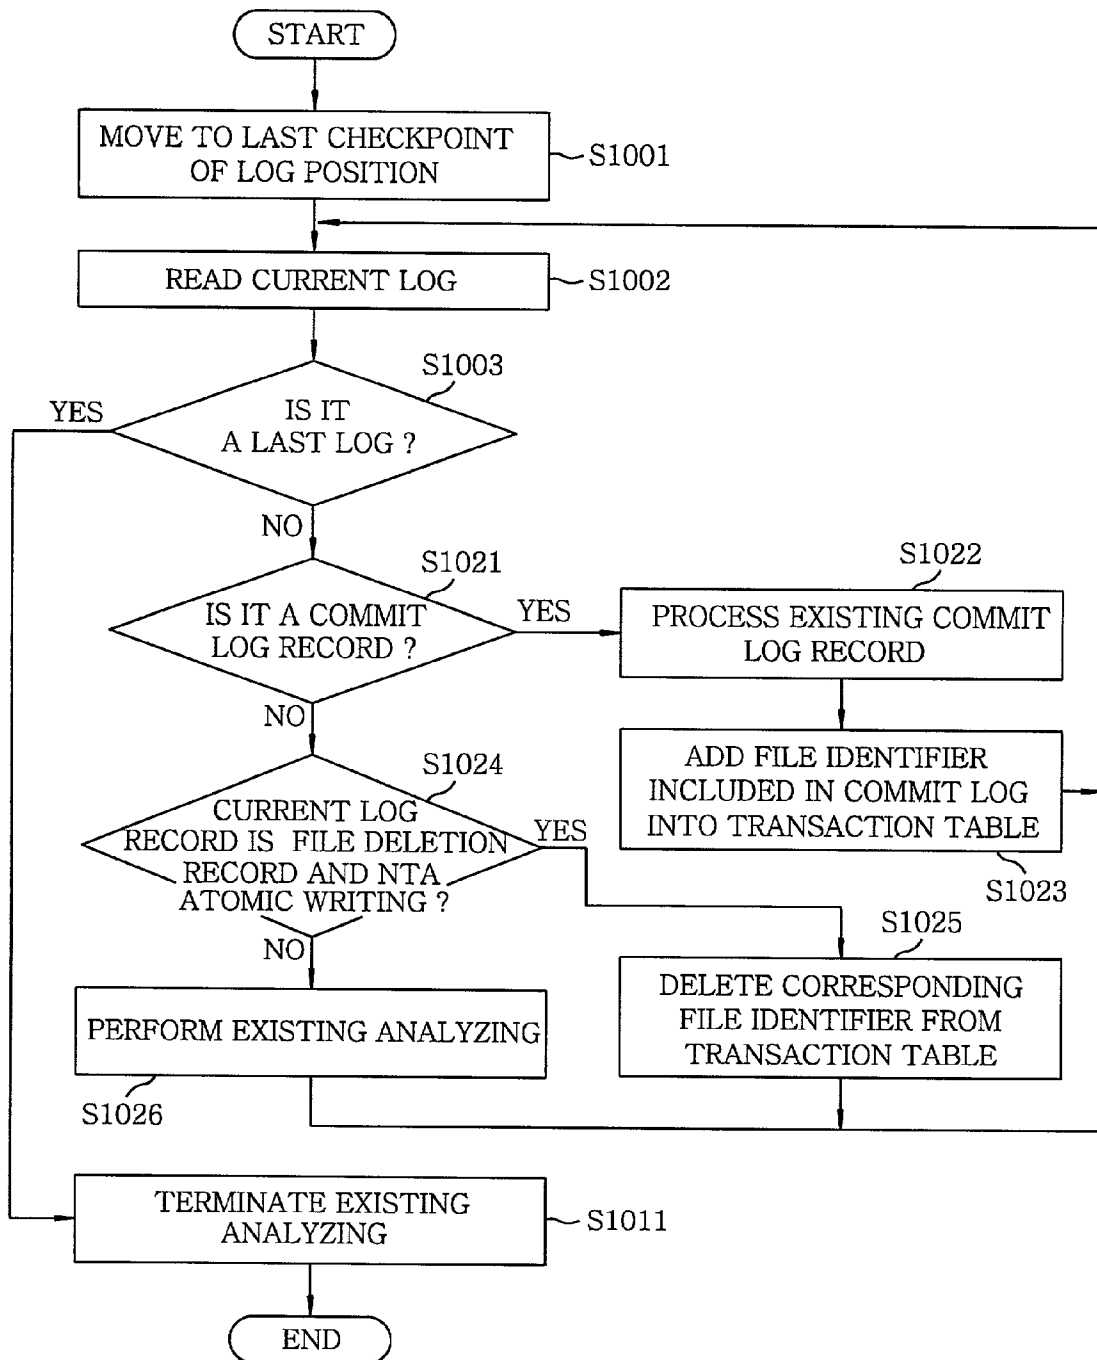 START
MOVE TO LAST CHECKPOINT
OF LOG POSITION
S1001
READ CURRENT LOG
S1002
S1003
YES
IS IT
A LAST LOG ?
NO
S1021
IS IT A COMMIT
LOG RECORD ?
YES
S1022
PROCESS EXISTING COMMIT
LOG RECORD
NO
ADD FILE IDENTIFIER
INCLUDED IN COMMIT LOG
INTO TRANSACTION TABLE
S1023
S1024
CURRENT LOG
RECORD IS FILE DELETION
RECORD AND NTA
ATOMIC WRITING ?
YES
S1025
DELETE CORRESPONDING
FILE IDENTIFIER FROM
TRANSACTION TABLE
NO
PERFORM EXISTING ANALYZING
S1026
TERMINATE EXISTING
ANALYZING
S1011
END